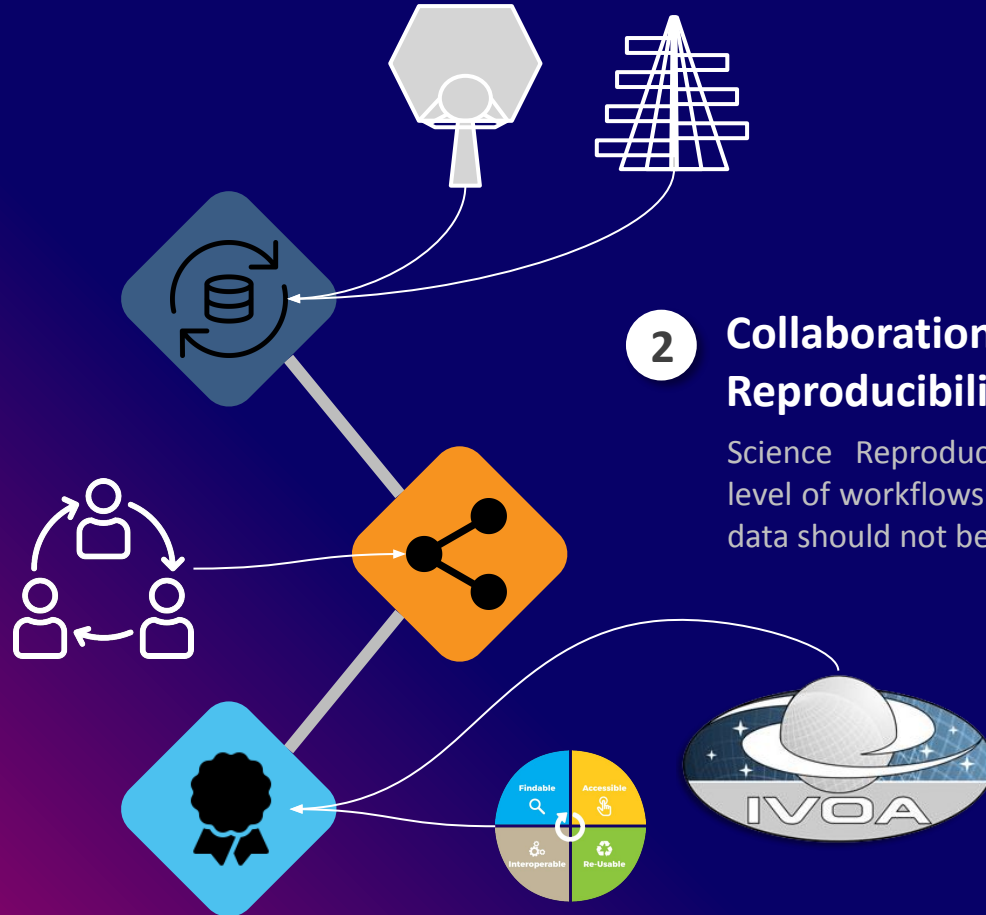 2
Collaboration
Reproducibili
Science Reproduc
level of workflows
data should not be
Findable
Accessible
Interoperable
Re-Usable
IVOA